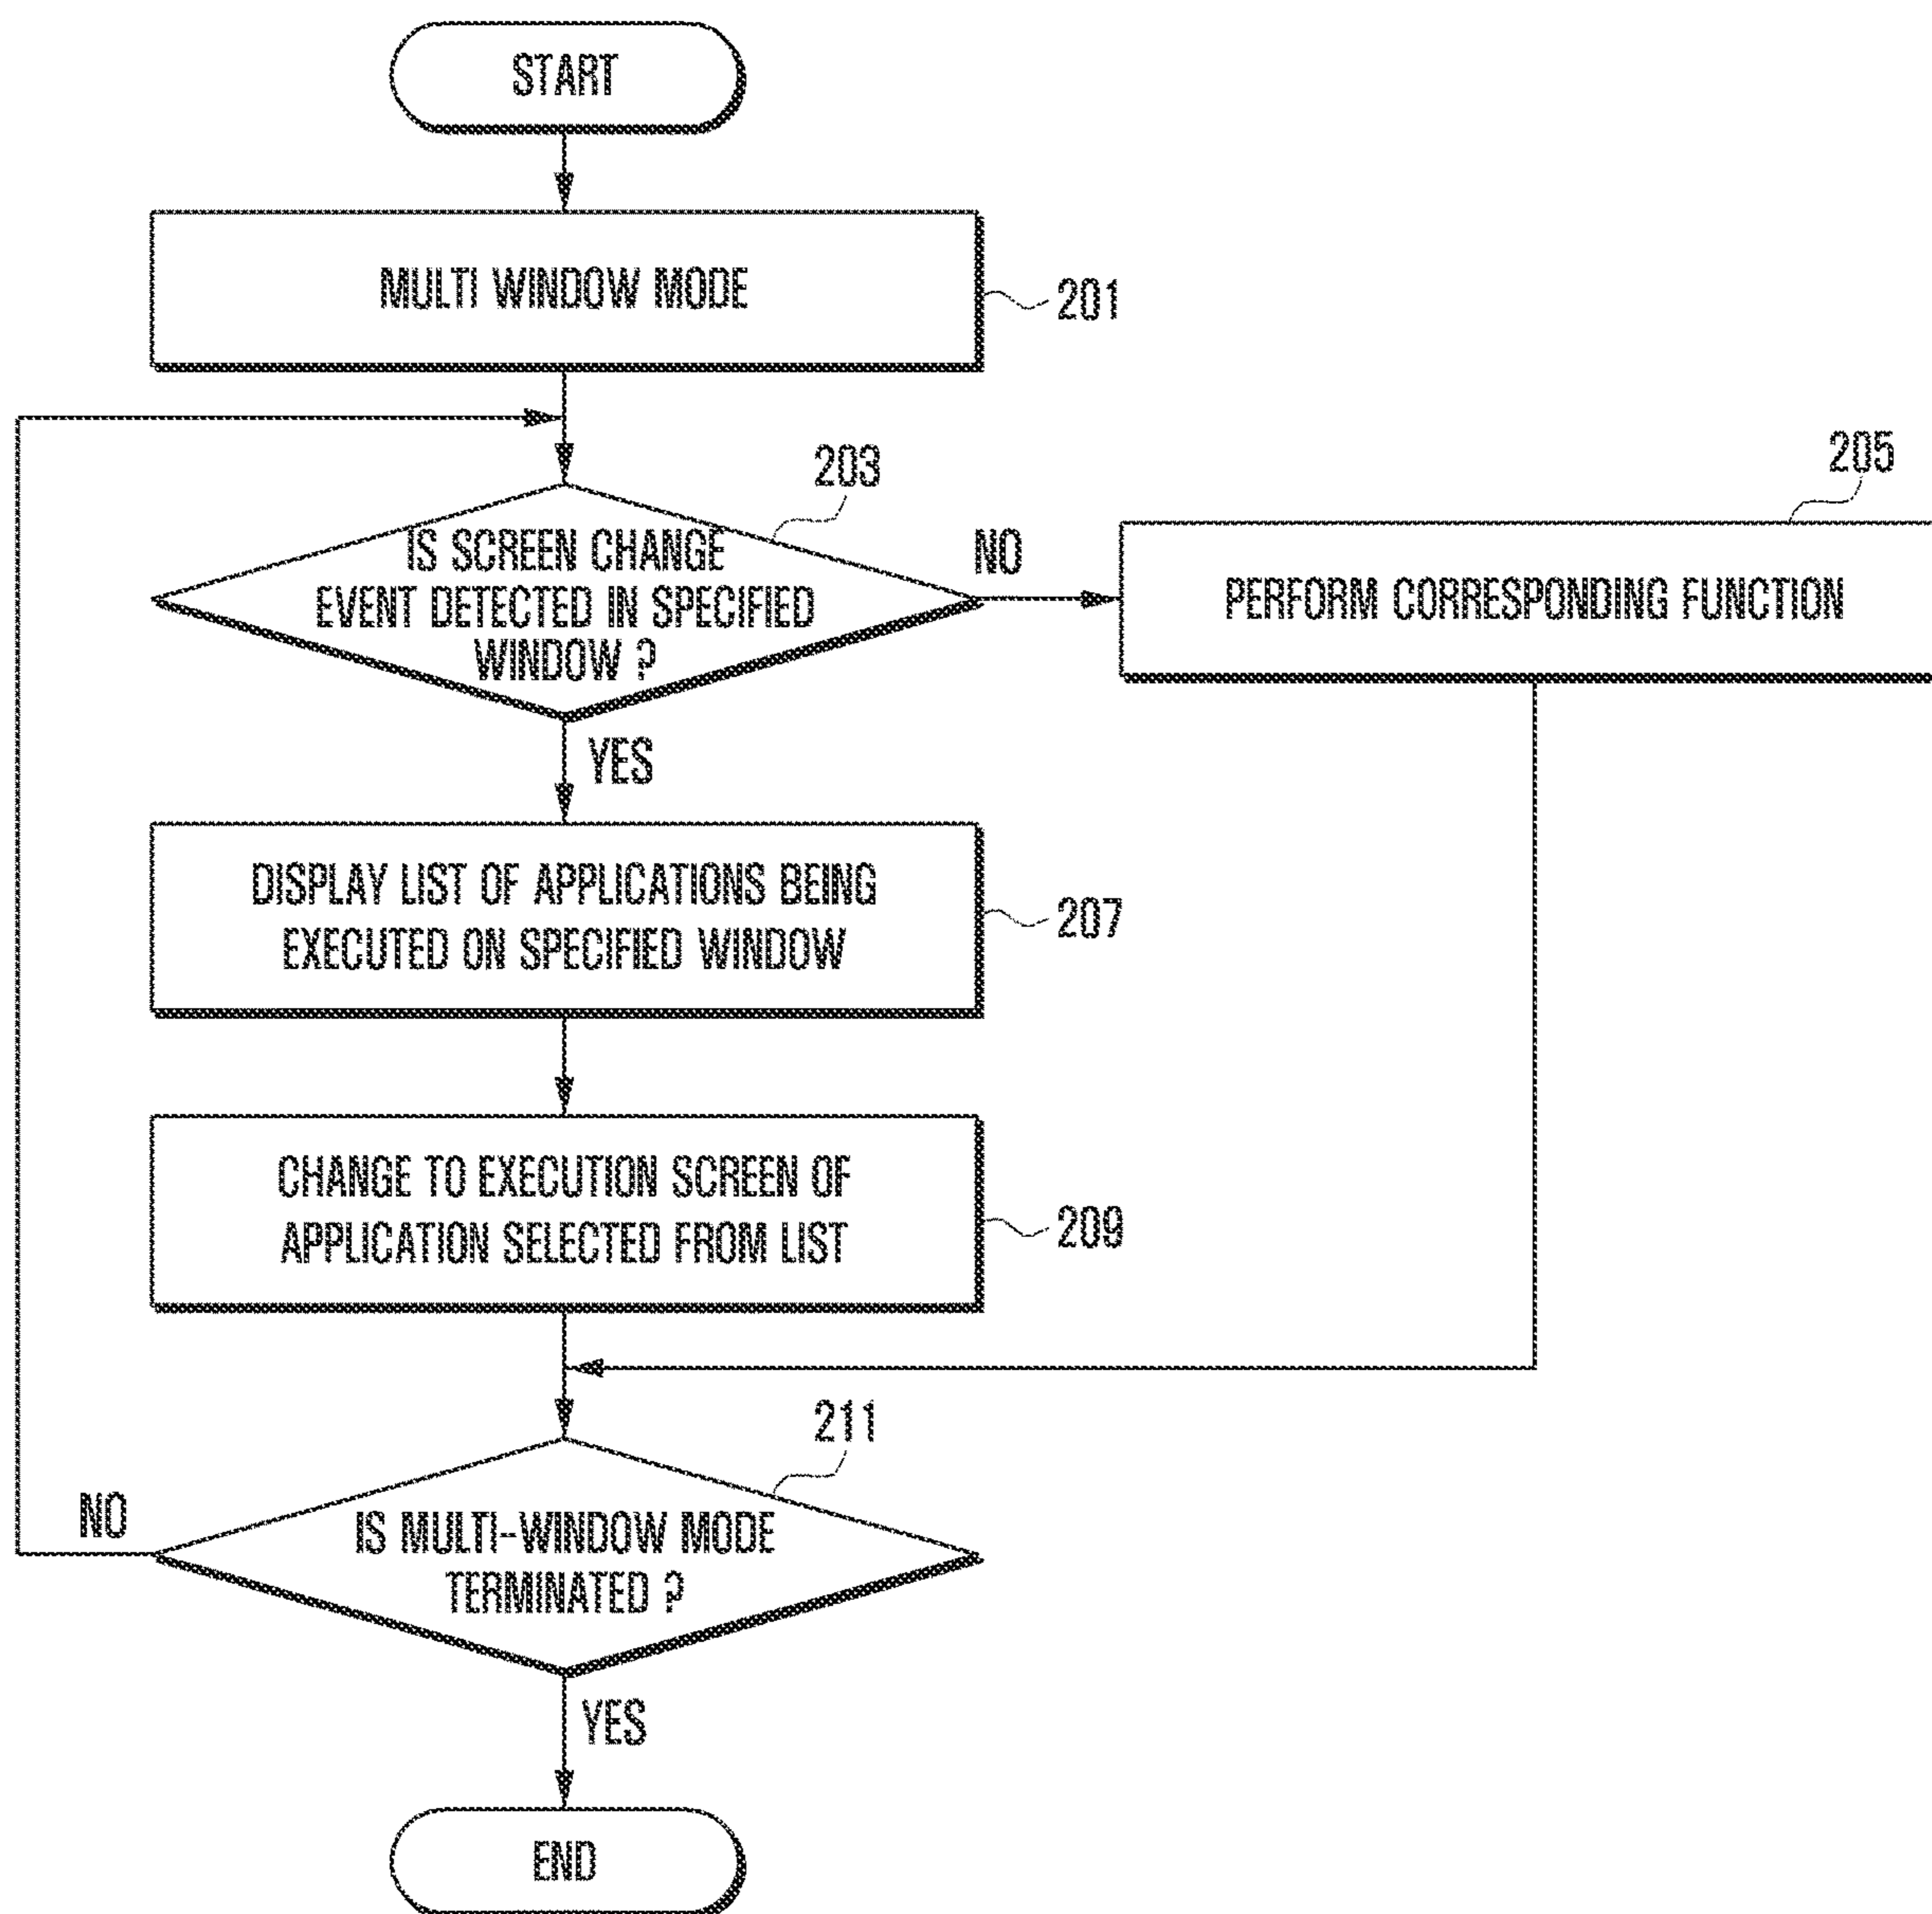 START
MULTI WINDOW MODE
201
203
205
IS SCREEN CHANGE
EVENT DETECTED IN SPECIFIED
WINDOW ?
NO
PERFORM CORRESPONDING FUNCTION
YES
DISPLAY LIST OF APPLICATIONS BEING
EXECUTED ON SPECIFIED WINDOW
207
CHANGE TO EXECUTION SCREEN OF
APPLICATION SELECTED FROM LIST
209
211
NO
IS MULTI-WINDOW MODE
TERMINATED ?
YES
END